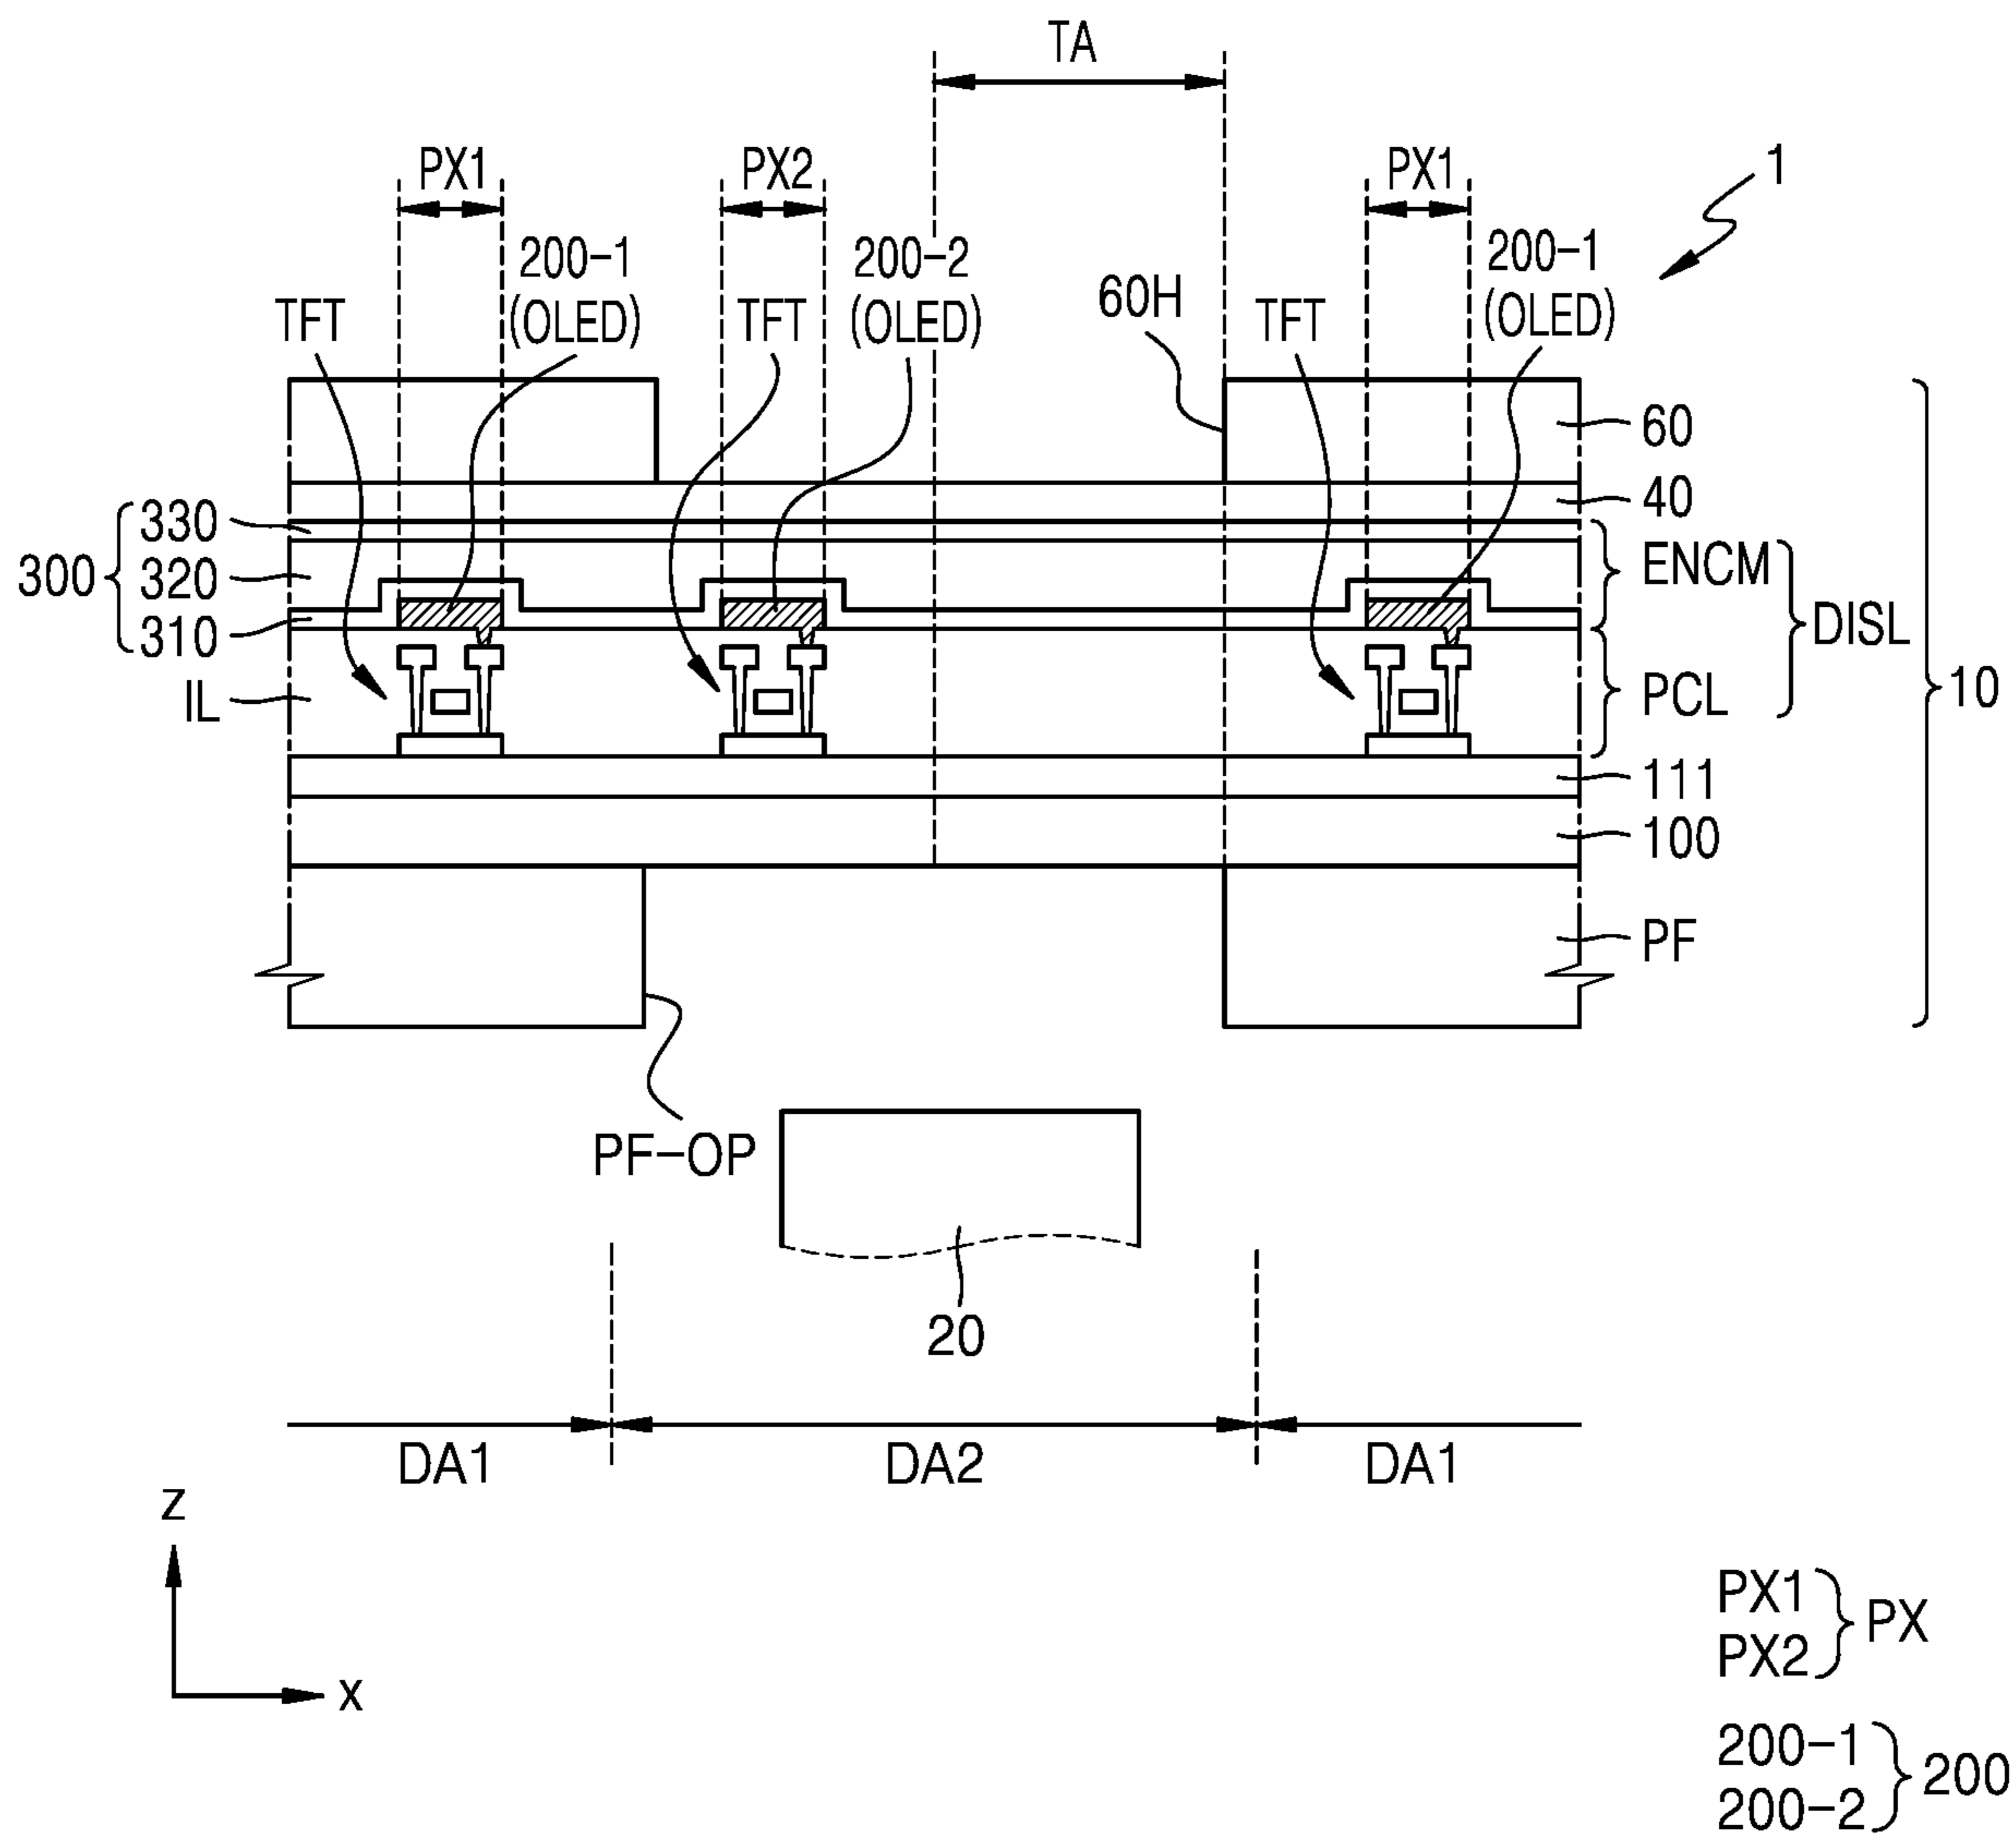 TA
PX1
PX2
PX1
1
200-1
(OLED)
200-2
(OLED)
200-1
(OLED)
TFT
TFT
60H
TFT
60
40
330
320
310
300
ENCM
DISL
PCL
10
IL
111
100
PF
PF-OP
20
DA1
DA2
DA1
z
x
PX1
PX2
PX
200-1
200-2
200